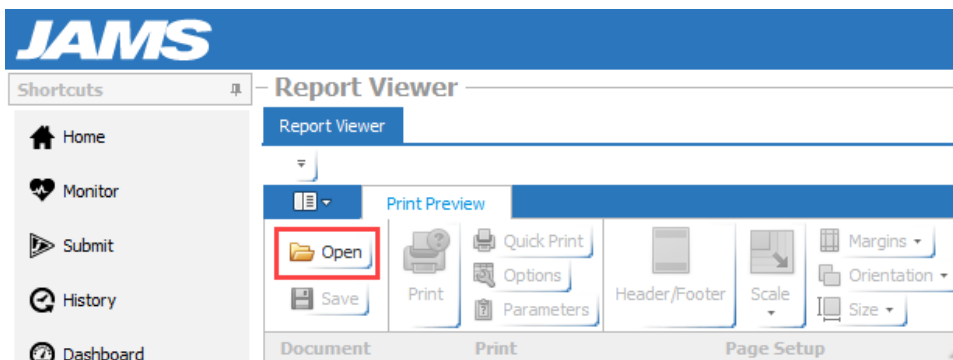 JAMS
Shortcuts
Home
Monitor
Submit
History
Dashboard
Report Viewer
Report Viewer
Print Preview
Open
Save
Document
Print
Quick Print
Options
Parameters
Print
Header/Footer
Scale
Margins
Orientation
Size
Page Setup